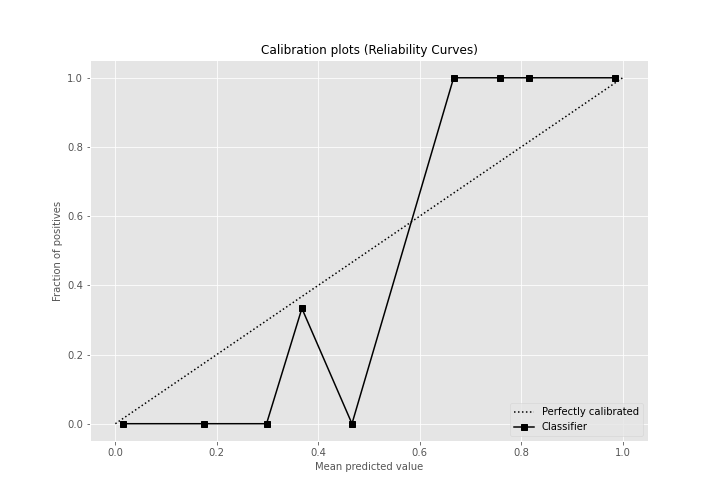 Calibration plots (Reliability Curves)
1.0
0.8
0.6
0.4
0.2
0.0
Fraction of positives
Perfectly calibrated
Classifier
0.0 0.2 0.4 0.6 0.8 1.0
Mean predicted value